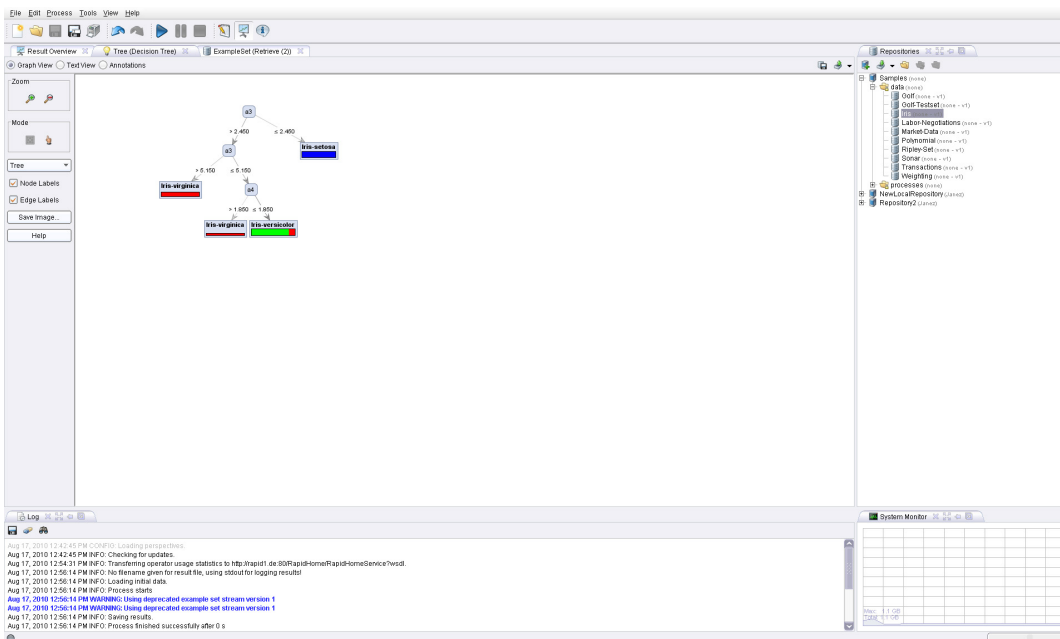 File Edit Process Tools View Help
Result Overview Tree (Decision Tree) ExampleSet (Retrieve (2))
Graph View Text View Annotations
Zoom
Mode
Tree
Node Labels
Edge Labels
Save Image...
Help
a3
> 2.450 ≤ 2.450
a3
Iris-setosa
> 5.150 ≤ 5.150
Iris-virginica
a4
> 1.850 ≤ 1.850
Iris-virginica Iris-versicolor
Repositories
Samples (none)
data (none)
Golf (none - v1)
Golf-Testset (none - v1)
Iris
Labor-Negotiations (none - v1)
Market-Data (none - v1)
Polynomial (none - v1)
Ripley-Set (none - v1)
Sonar (none - v1)
Transactions (none - v1)
Weighting (none - v1)
processes (none)
NewLocalRepository (Janez)
Repository2 (Janez)
Log
Aug 17, 2010 12:42:45 PM CONFIG: Loading perspectives.
Aug 17, 2010 12:42:45 PM INFO: Checking for updates.
Aug 17, 2010 12:54:31 PM INFO: Transferring operator usage statistics to http://rapid1.de:80/RapidHome/RapidHomeService?wsdl.
Aug 17, 2010 12:56:14 PM INFO: No filename given for result file, using stdout for logging results!
Aug 17, 2010 12:56:14 PM INFO: Loading initial data.
Aug 17, 2010 12:56:14 PM INFO: Process starts
Aug 17, 2010 12:56:14 PM WARNING: Using deprecated example set stream version 1
Aug 17, 2010 12:56:14 PM WARNING: Using deprecated example set stream version 1
Aug 17, 2010 12:56:14 PM INFO: Saving results.
Aug 17, 2010 12:56:14 PM INFO: Process finished successfully after 0 s
System Monitor
Max: 1.1 GB
Total: 1.1 GB